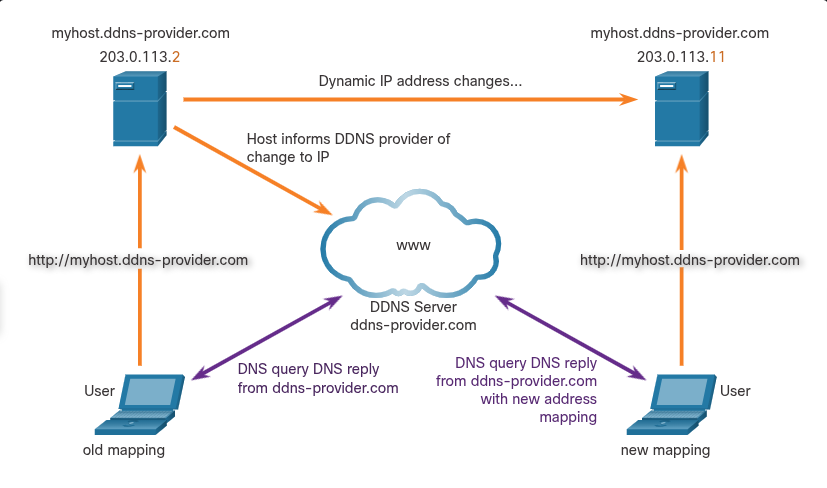 myhost.ddns-provider.com
203.0.113.2
myhost.ddns-provider.com
203.0.113.11
Dynamic IP address changes...
Host informs DDNS provider of
change to IP
www
http://myhost.ddns-provider.com
http://myhost.ddns-provider.com
DDNS Server
ddns-provider.com
DNS query DNS reply
from ddns-provider.com
DNS query DNS reply
from ddns-provider.com
with new address
mapping
User
old mapping
User
new mapping